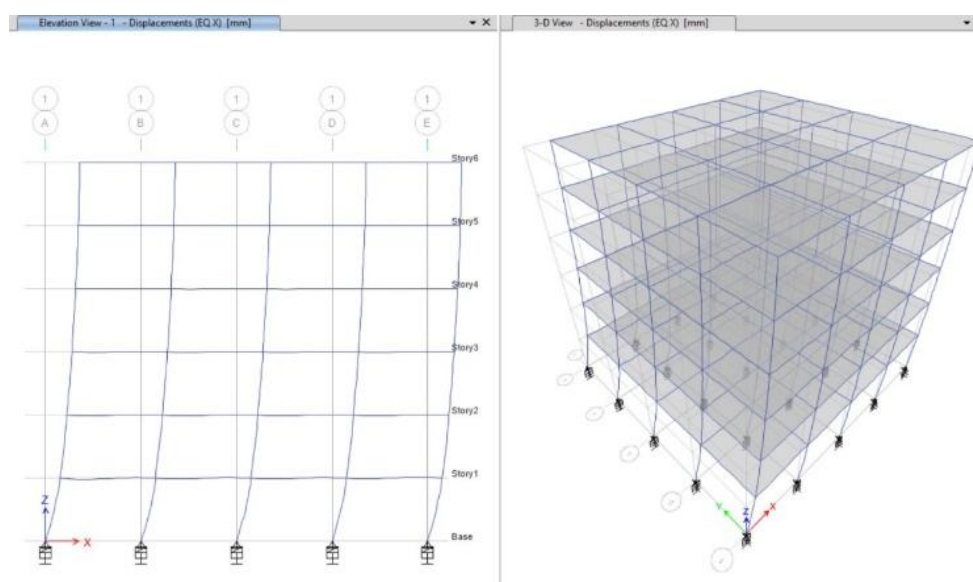 Elevation View - 1 - Displacements (EQ X) [mm]
1 1 1 1 1
A B C D E
Story6
Story5
Story4
Story3
Story2
Story1
Z
X
Base
3-D View - Displacements (EQ X) [mm]
Y Z X